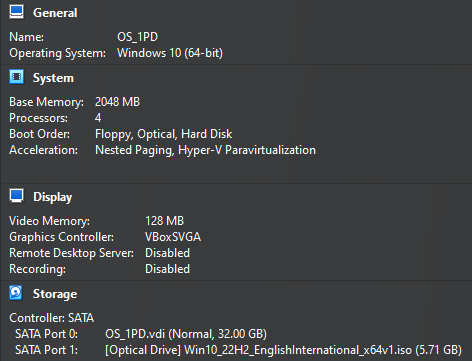 General
Name: OS_1PD
Operating System: Windows 10 (64-bit)
System
Base Memory: 2048 MB
Processors: 4
Boot Order: Floppy, Optical, Hard Disk
Acceleration: Nested Paging, Hyper-V Paravirtualization
Display
Video Memory: 128 MB
Graphics Controller: VBoxSVGA
Remote Desktop Server: Disabled
Recording: Disabled
Storage
Controller: SATA
SATA Port 0: OS_1PD.vdi (Normal, 32.00 GB)
SATA Port 1: [Optical Drive] Win10_22H2_EnglishInternational_x64v1.iso (5.71 GB)